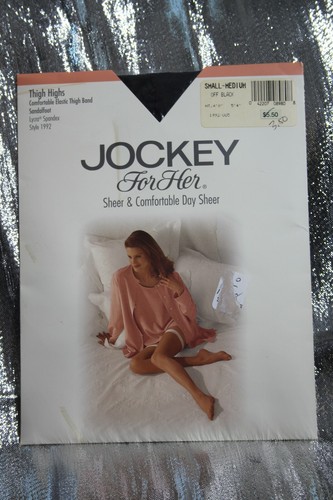 Thigh Highs
Comfortable Elastic Thigh Band
Sandalfoot
Lycra® Spandex
Style 1992
SMALL-MEDIUM
OFF BLACK
$5.50
JOCKEY
For Her®
Sheer & Comfortable Day Sheer